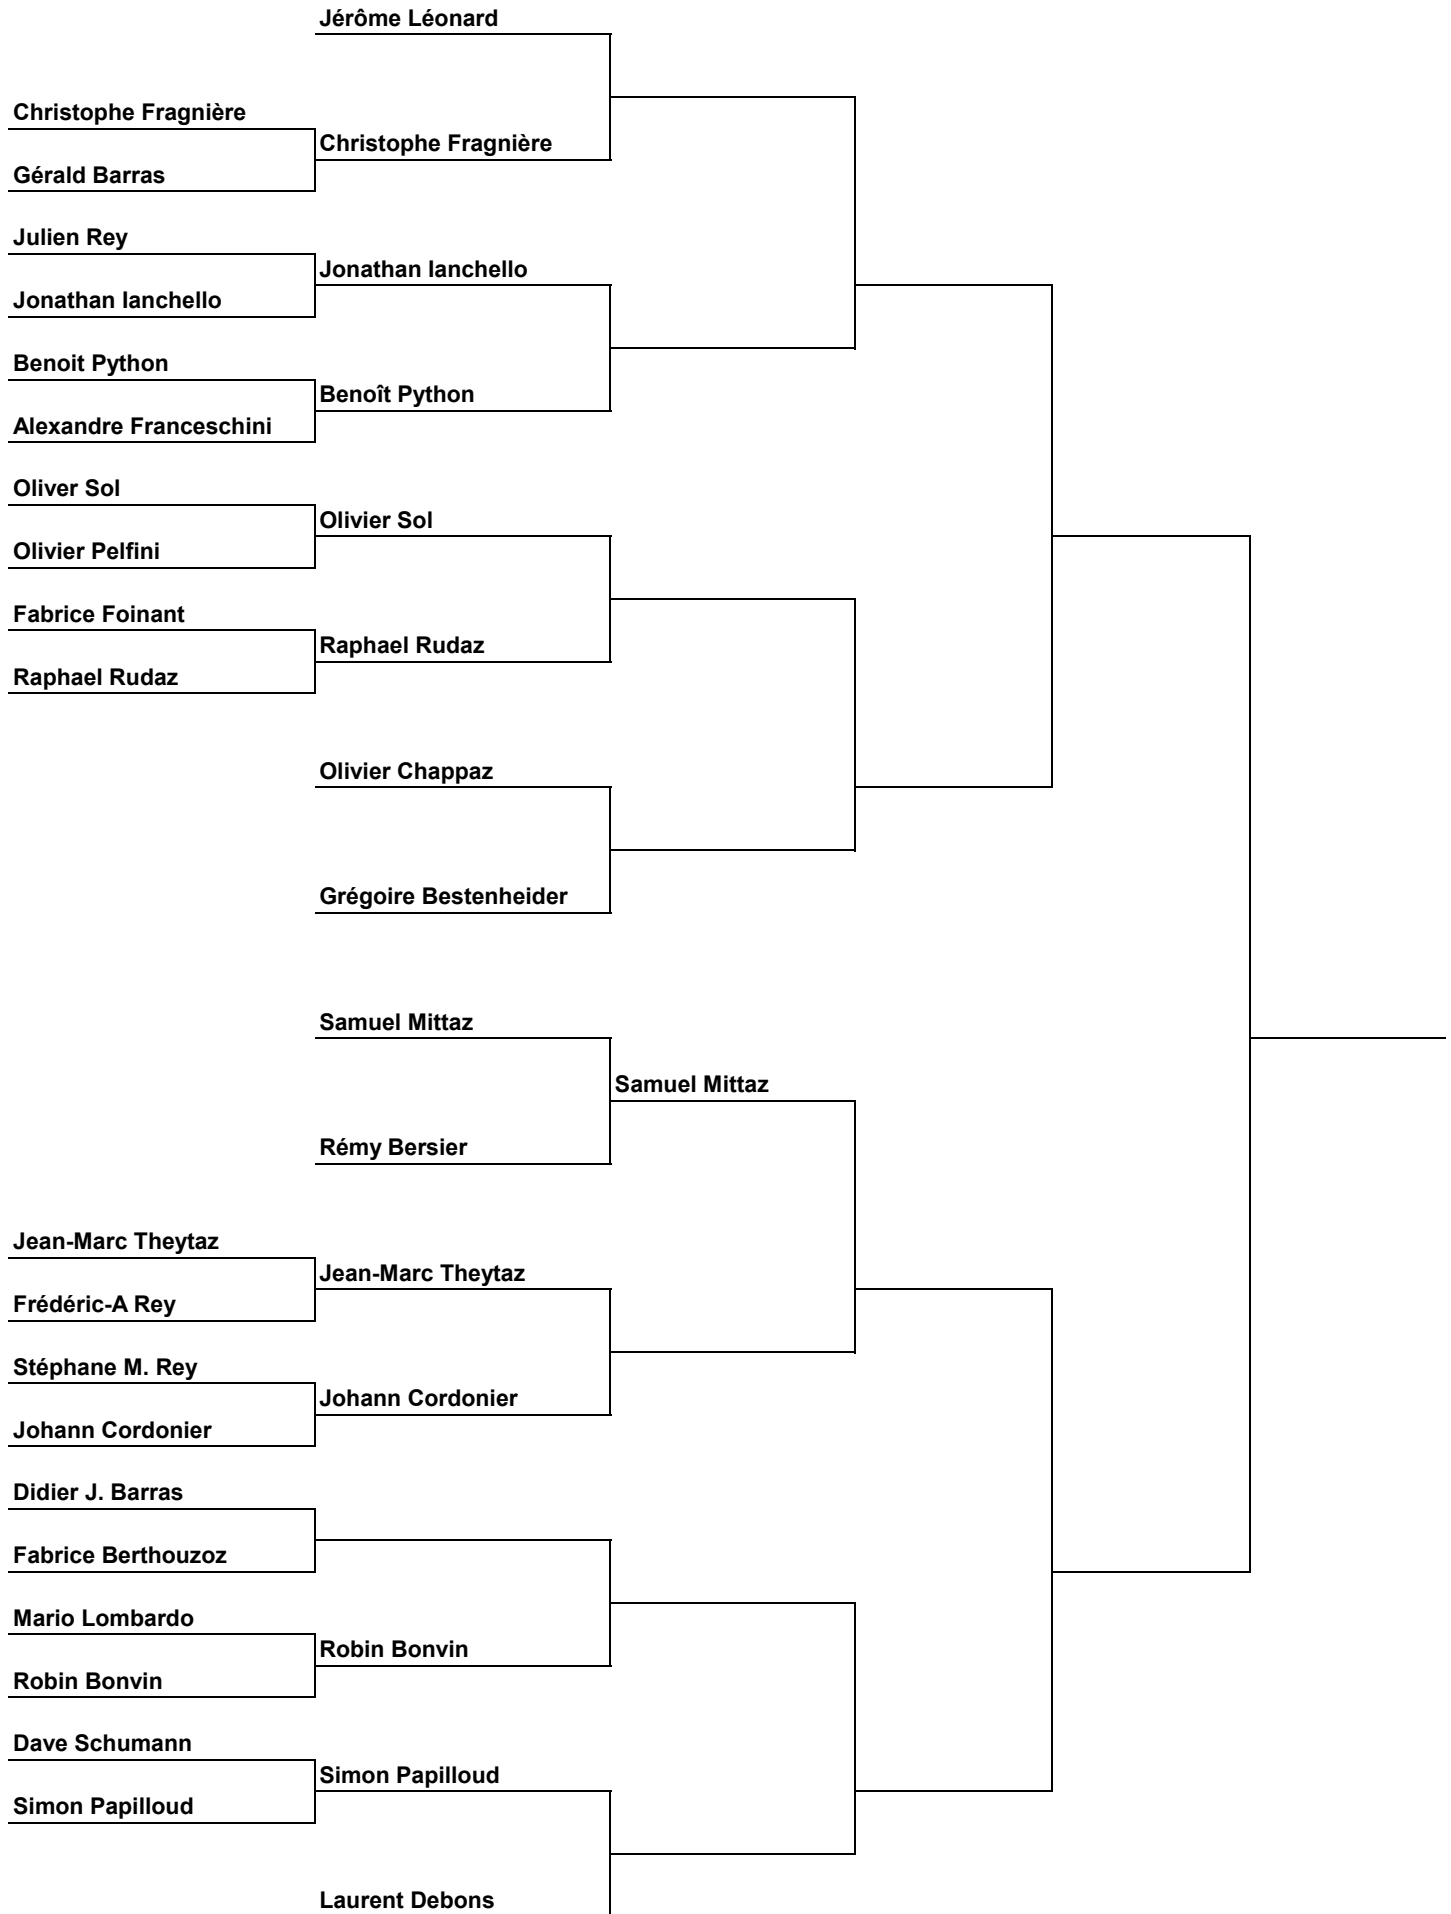 Jérôme Léonard
Christophe Fragnière
Christophe Fragnière
Gérald Barras
Julien Rey
Jonathan Ianchello
Jonathan Ianchello
Benoit Python
Benoît Python
Alexandre Franceschini
Oliver Sol
Olivier Sol
Olivier Pelfini
Fabrice Foinant
Raphael Rudaz
Raphael Rudaz
Olivier Chappaz
Grégoire Bestenheider
Samuel Mittaz
Samuel Mittaz
Rémy Bersier
Jean-Marc Theytaz
Jean-Marc Theytaz
Frédéric-A Rey
Stéphane M. Rey
Johann Cordonier
Johann Cordonier
Didier J. Barras
Fabrice Berthouzoz
Mario Lombardo
Robin Bonvin
Robin Bonvin
Dave Schumann
Simon Papilloud
Simon Papilloud
Laurent Debons